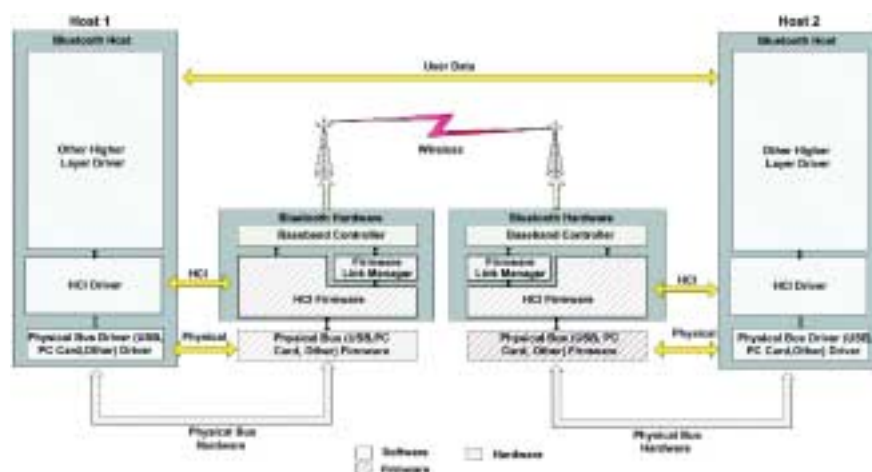 Host 1
Host 2
Bluetooth Host
Bluetooth Host
User Data
Other Higher
Layer Driver
Wireless
Other Higher
Layer Driver
Bluetooth Hardware
Bluetooth Hardware
Baseband Controller
Baseband Controller
Firmware
Link Manager
Firmware
Link Manager
HCI Driver
HCI
HCI Firmware
HCI Firmware
HCI
HCI Driver
Physical Bus Driver (USB,
PC Card,Other) Driver
Physical
Physical Bus (USB,PC
Card, Other) Firmware
Physical Bus (USB, PC
Card, Other) Firmware
Physical
Physical Bus Driver (USB,
PC Card,Other) Driver
Physical Bus
Hardware
Physical Bus
Hardware
Software
Hardware
Firmware